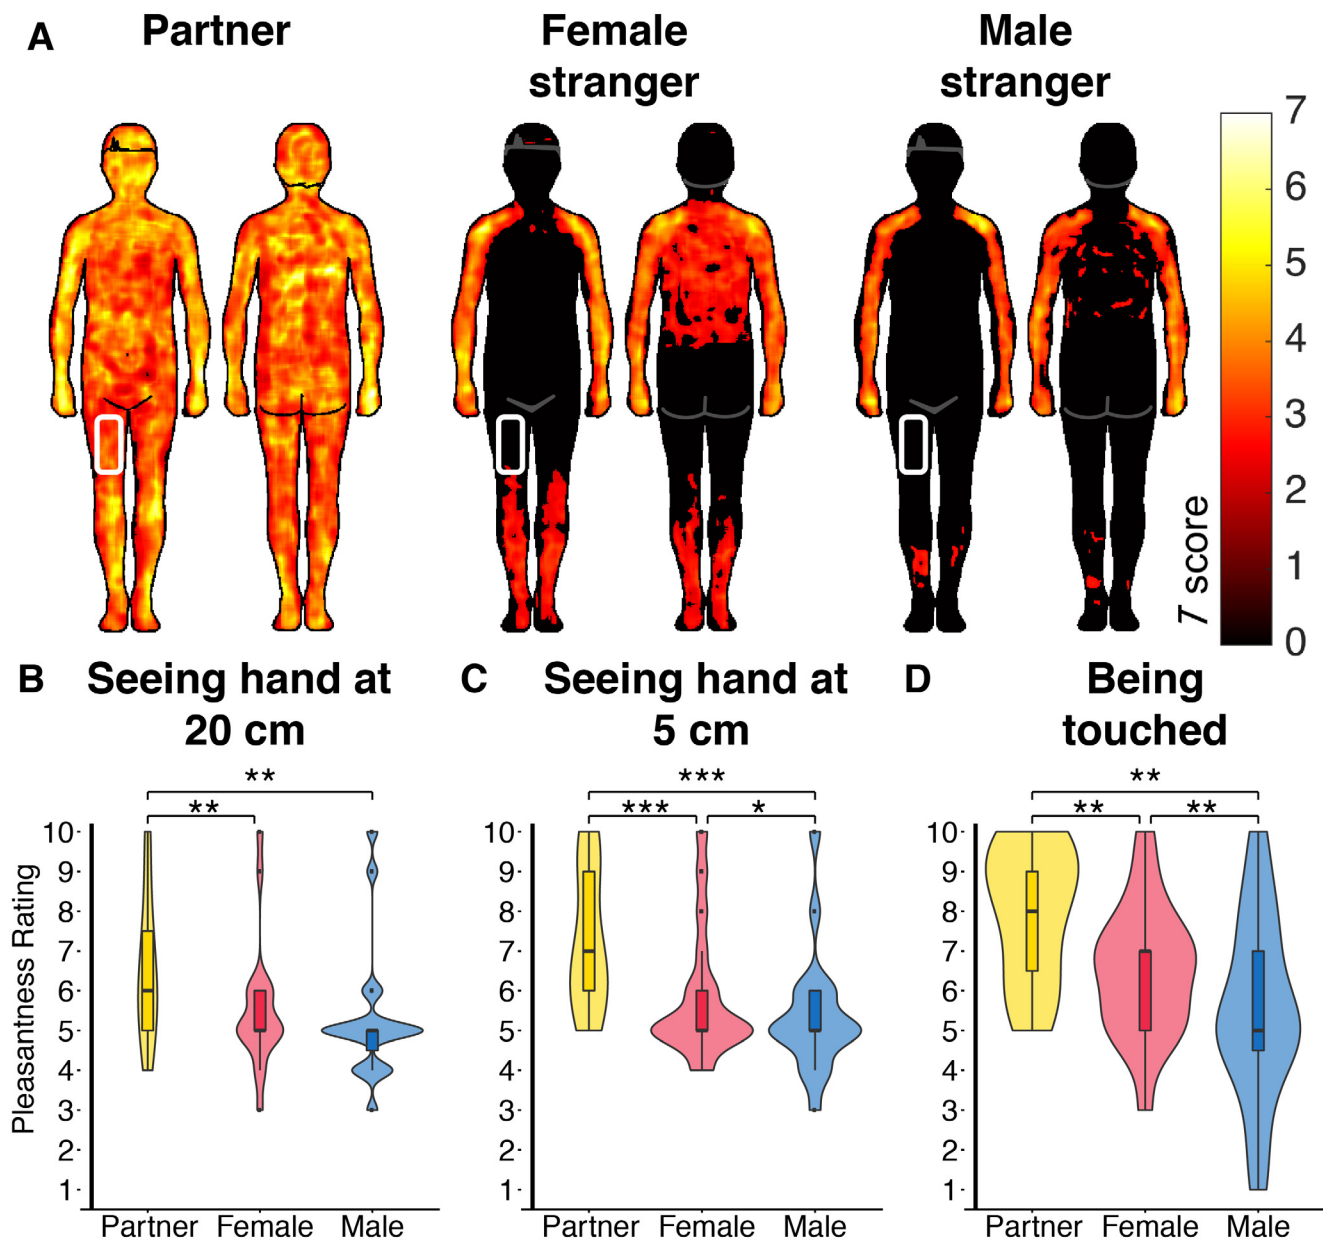 A
Partner
Female
stranger
Male
stranger
7
6
5
4
3
2
1
0
7 score
B
Seeing hand at
20 cm
C
Seeing hand at
5 cm
D
Being
touched
**
**
***
***
*
**
**
**
Pleasantness Rating
10
9
8
7
6
5
4
3
2
1
Partner
Female
Male
10
9
8
7
6
5
4
3
2
1
Partner
Female
Male
10
9
8
7
6
5
4
3
2
1
Partner
Female
Male